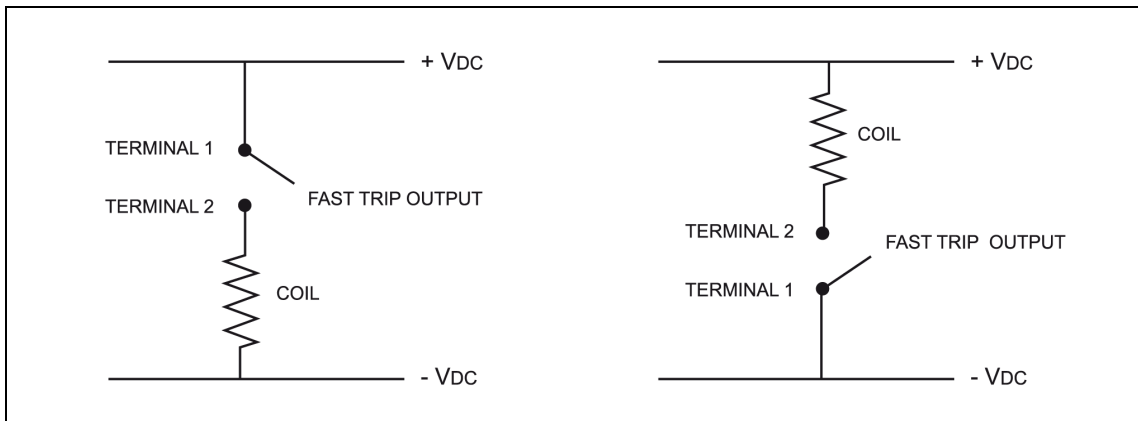 + VDC
TERMINAL 1
FAST TRIP OUTPUT
TERMINAL 2
COIL
- VDC
+ VDC
COIL
TERMINAL 2
FAST TRIP OUTPUT
TERMINAL 1
- VDC